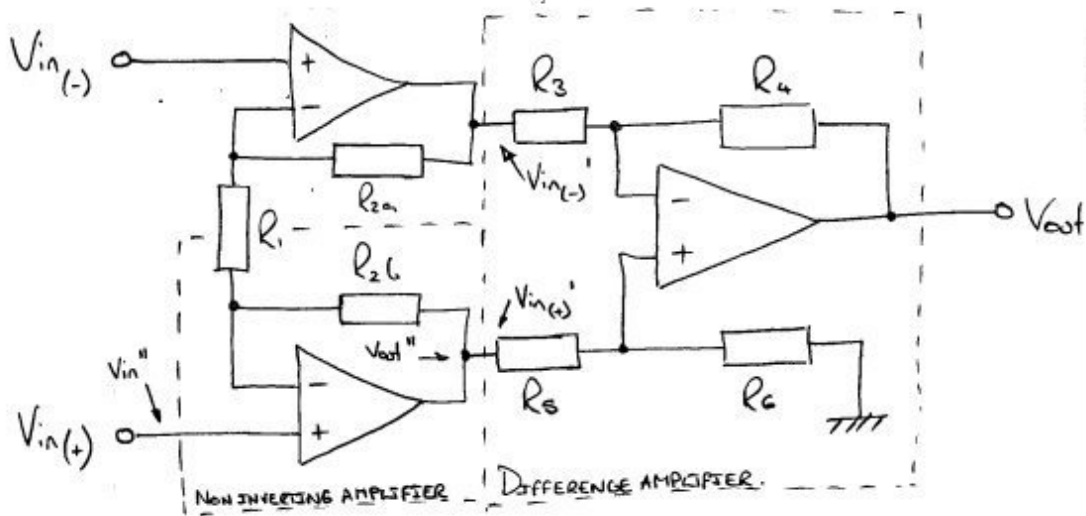 Vin(-)
+
-
R3
R4
R2a
Vin(-)'
R1
-
+
Vout
R2b
Vin(+)'
Vout"
Vin"
-
+
R5
R6
Vin(+)
NON INVERTING AMPLIFIER
DIFFERENCE AMPLIFIER.